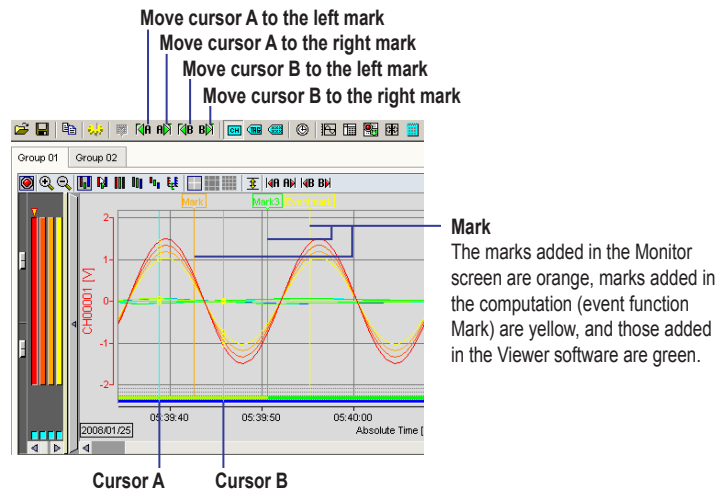 Move cursor A to the left mark
Move cursor A to the right mark
Move cursor B to the left mark
Move cursor B to the right mark
Group 01
Group 02
Mark
Mark3
Event mark
CH00001 [V]
2
1
0
-1
-2
05:39:40
05:39:50
05:40:00
2008/01/25
Absolute Time [
Mark
The marks added in the Monitor
screen are orange, marks added in
the computation (event function
Mark) are yellow, and those added
in the Viewer software are green.
Cursor A
Cursor B